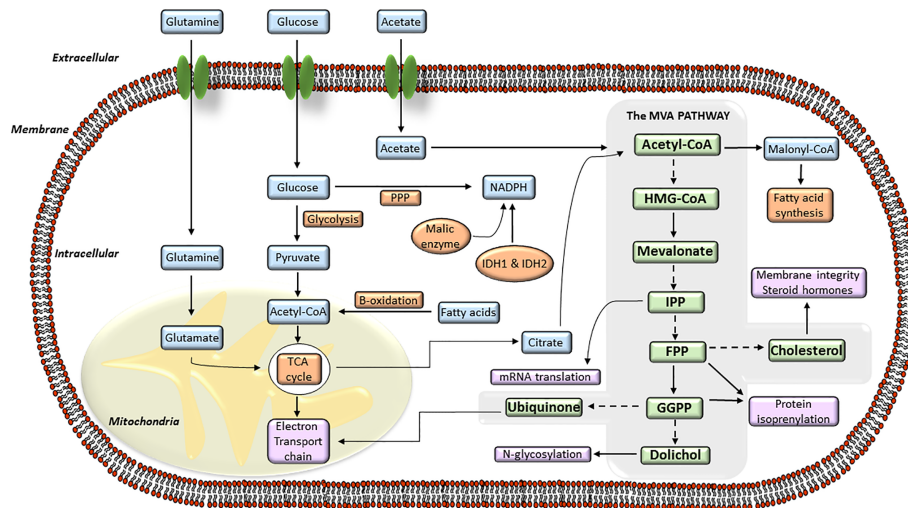 Glutamine
Glucose
Acetate
Extracellular
Membrane
The MVA PATHWAY
Acetate
Acetyl-CoA
Malonyl-CoA
Glucose
PPP
NADPH
HMG-CoA
Fatty acid
synthesis
Glycolysis
Malic
enzyme
Intracellular
Glutamine
Pyruvate
IDH1 & IDH2
Mevalonate
Membrane integrity
Steroid hormones
B-oxidation
Acetyl-CoA
Fatty acids
IPP
Glutamate
Citrate
FPP
Cholesterol
TCA
cycle
mRNA translation
Mitochondria
Ubiquinone
GGPP
Protein
isoprenylation
Electron
Transport
chain
N-glycosylation
Dolichol